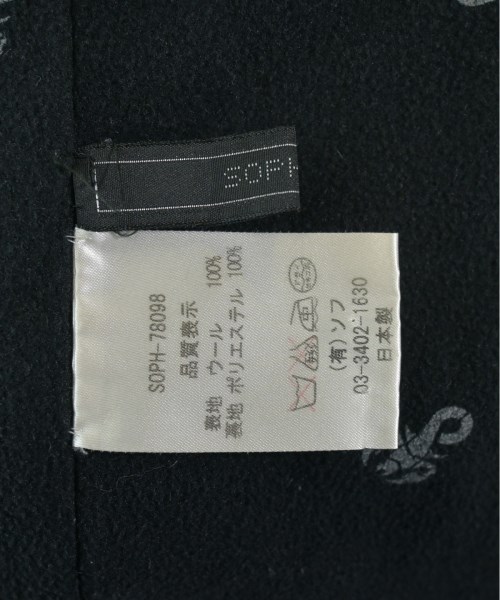 SOPH
SOPH-78098
品質表示
表地 ウール 100%
裏地 ポリエステル 100%
(有)ソフ
03-3402-1630
日本製